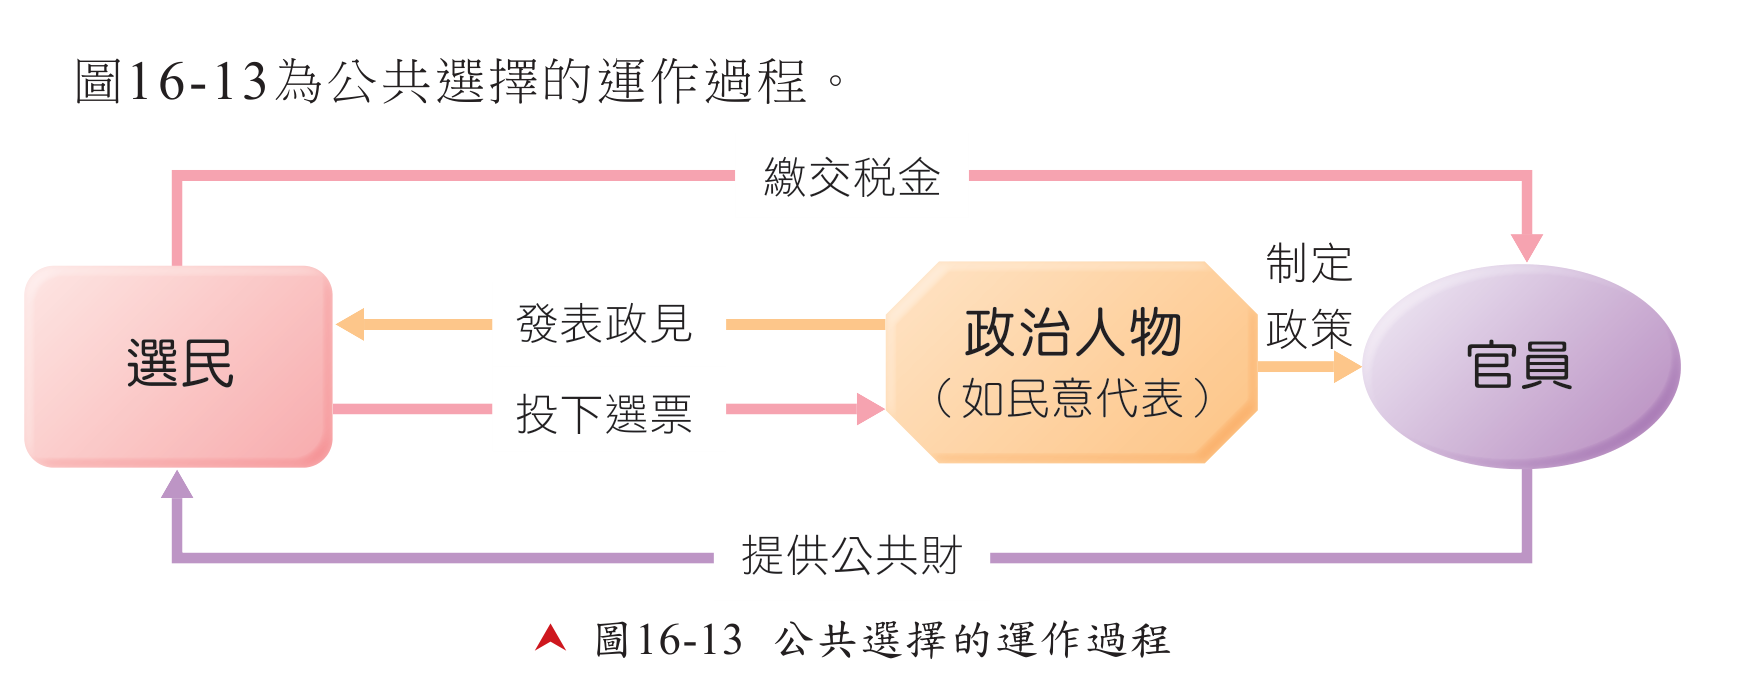 圖16-13為公共選擇的運作過程。
繳交税金
制定
政策
發表政見
政治人物
（如民意代表）
選民
官員
投下選票
提供公共財
圖16-13 公共選擇的運作過程